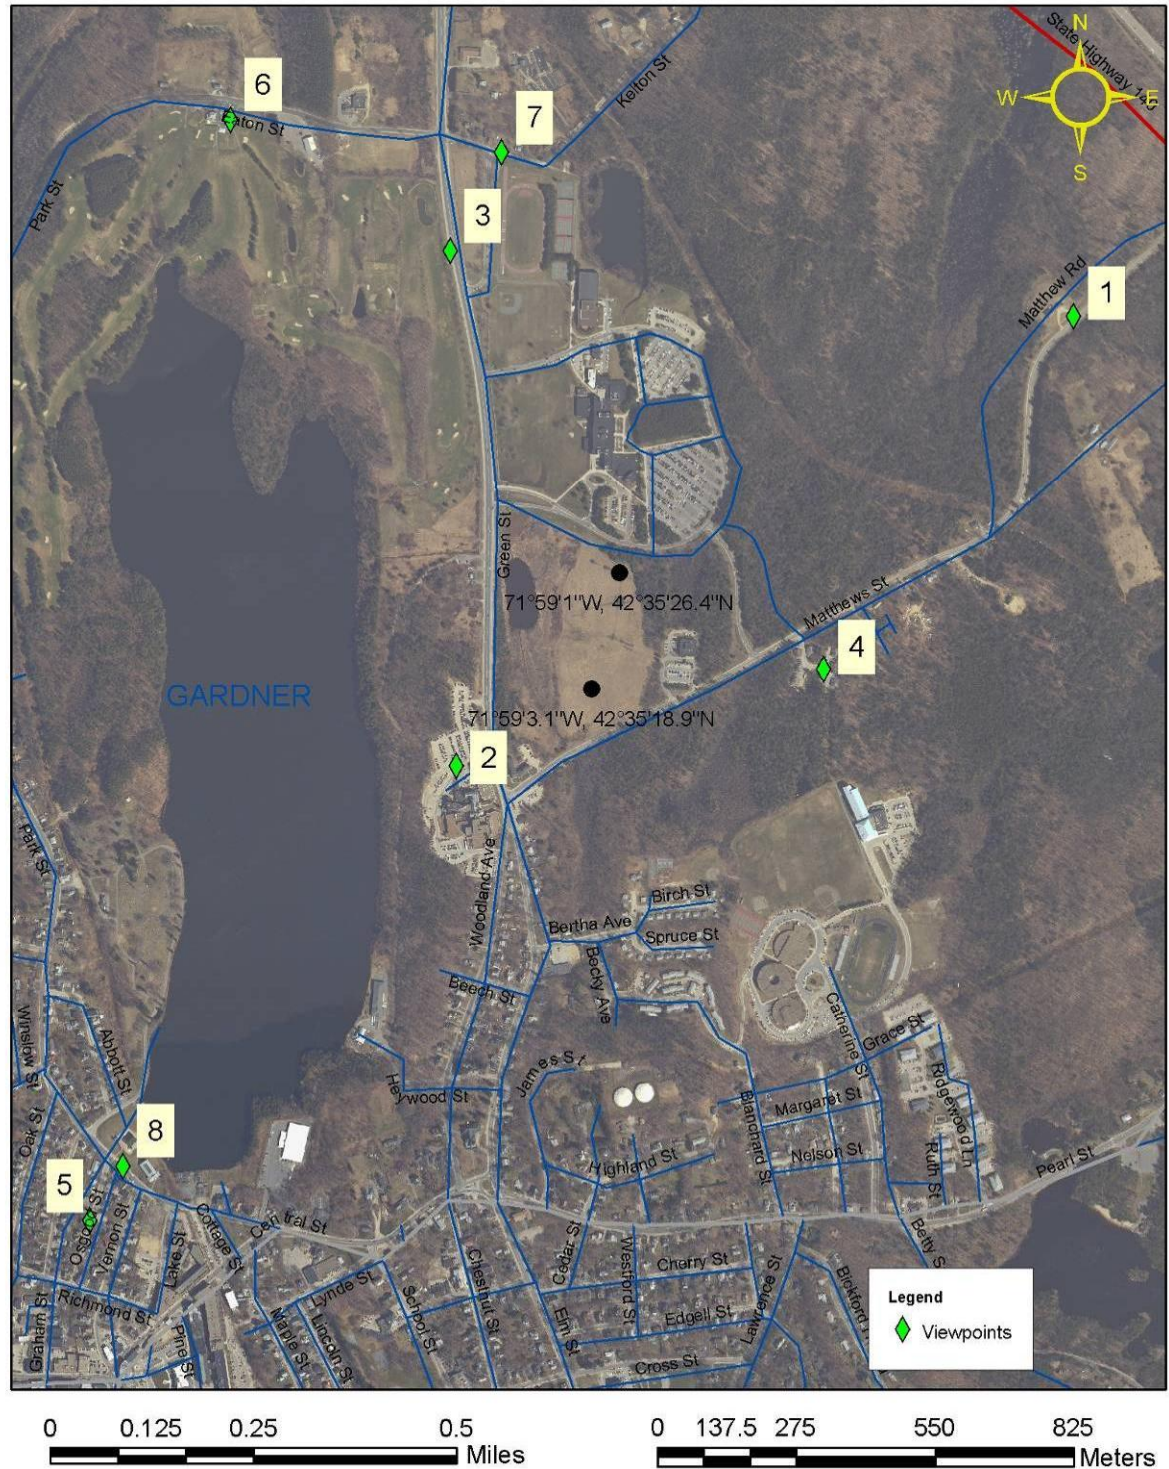 State Highway 140
N
W
E
S
6
Eaton St
7
Kelton St
Park St
3
Matthew Rd
1
Green St
71°59'1"W, 42°35'26.4"N
Matthews St
4
GARDNER
71°59'3.1"W, 42°35'18.9"N
2
Park St
Woodland Ave
Birch St
Bertha Ave
Spruce St
Becky Ave
Beech St
Catherine St
Grace St
Winslow St
Abbott St
Heywood St
James St
Ridgewood Ln
Margaret St
Blanchard St
Oak St
8
Nelson St
Highland St
Ruth St
Pearl St
5
Osgood St
Vernon St
Lake St
Cottage St
Central St
Cedar St
Westford St
Cherry St
Betty S
Lynde St
Chestnut St
Lawrence St
Richmond St
School St
Elm St
Edgell St
Graham St
Pine St
Maple St
Lincoln St
Cross St
Legend
Viewpoints
0 0.125 0.25 0.5
Miles
0 137.5 275 550 825
Meters